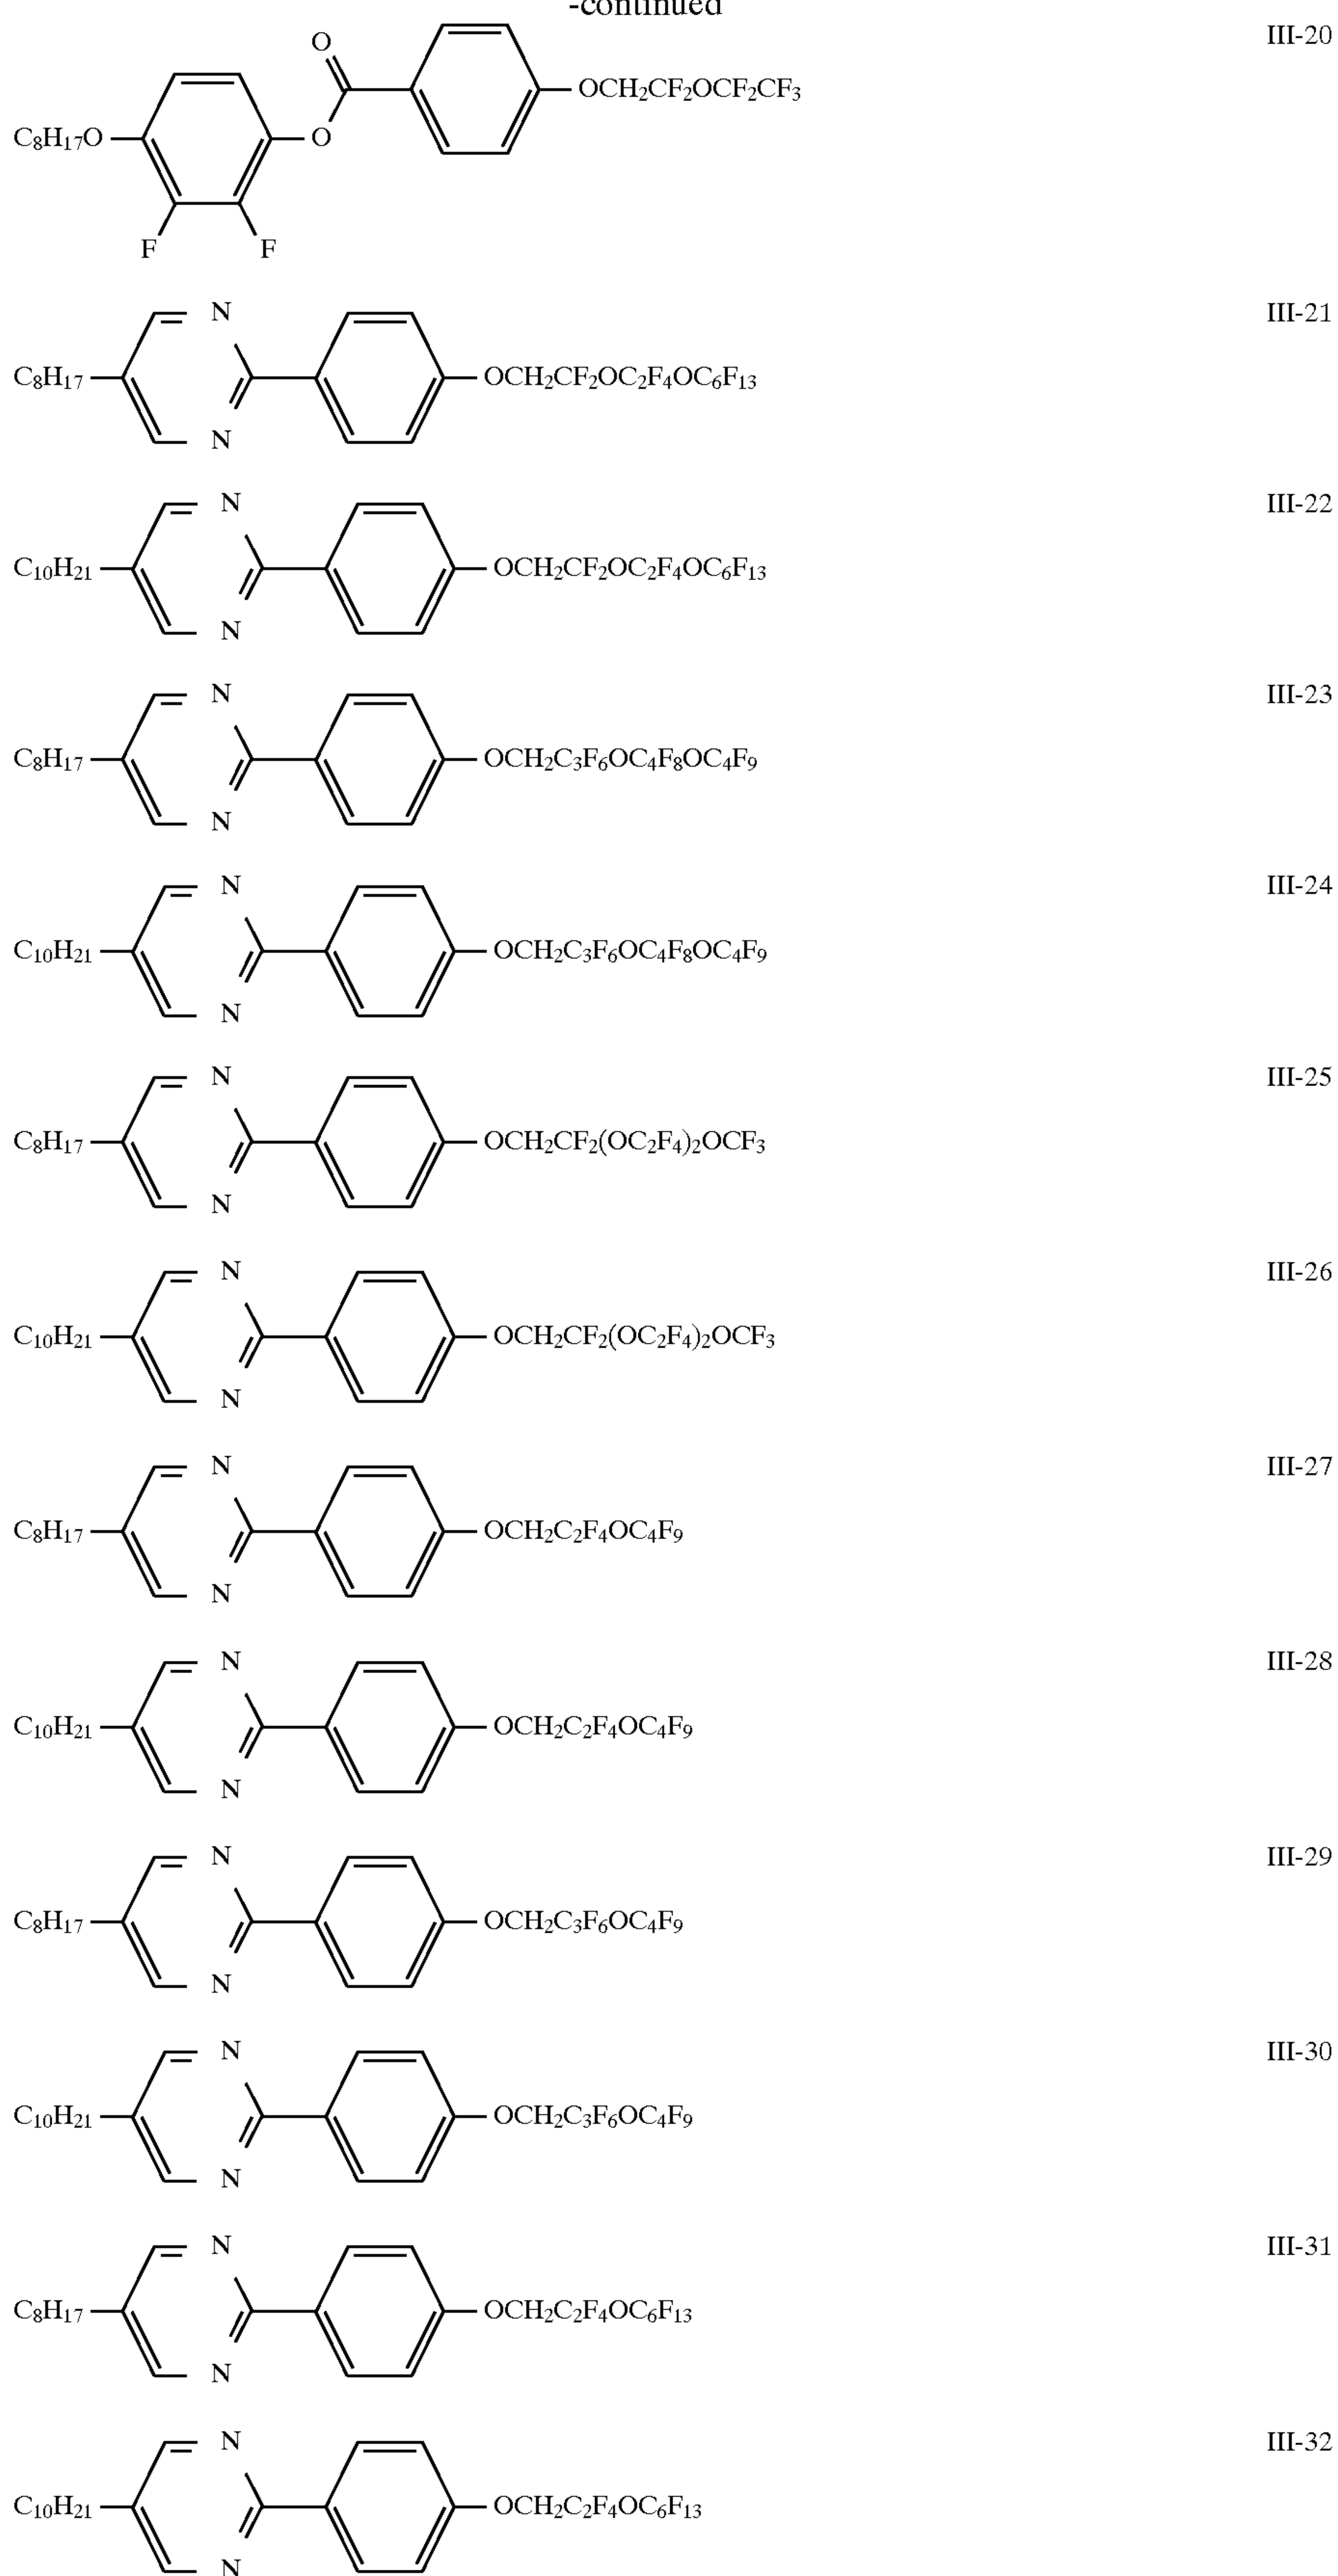 -continued
III-20
O
OCH₂CF₂OCF₂CF₃
C₈H₁₇O
O
F F
III-21
N
C₈H₁₇
OCH₂CF₂OC₂F₄OC₆F₁₃
N
III-22
N
C₁₀H₂₁
OCH₂CF₂OC₂F₄OC₆F₁₃
N
III-23
N
C₈H₁₇
OCH₂C₃F₆OC₄F₈OC₄F₉
N
III-24
N
C₁₀H₂₁
OCH₂C₃F₆OC₄F₈OC₄F₉
N
III-25
N
C₈H₁₇
OCH₂CF₂(OC₂F₄)₂OCF₃
N
III-26
N
C₁₀H₂₁
OCH₂CF₂(OC₂F₄)₂OCF₃
N
III-27
N
C₈H₁₇
OCH₂C₂F₄OC₄F₉
N
III-28
N
C₁₀H₂₁
OCH₂C₂F₄OC₄F₉
N
III-29
N
C₈H₁₇
OCH₂C₃F₆OC₄F₉
N
III-30
N
C₁₀H₂₁
OCH₂C₃F₆OC₄F₉
N
III-31
N
C₈H₁₇
OCH₂C₂F₄OC₆F₁₃
N
III-32
N
C₁₀H₂₁
OCH₂C₂F₄OC₆F₁₃
N